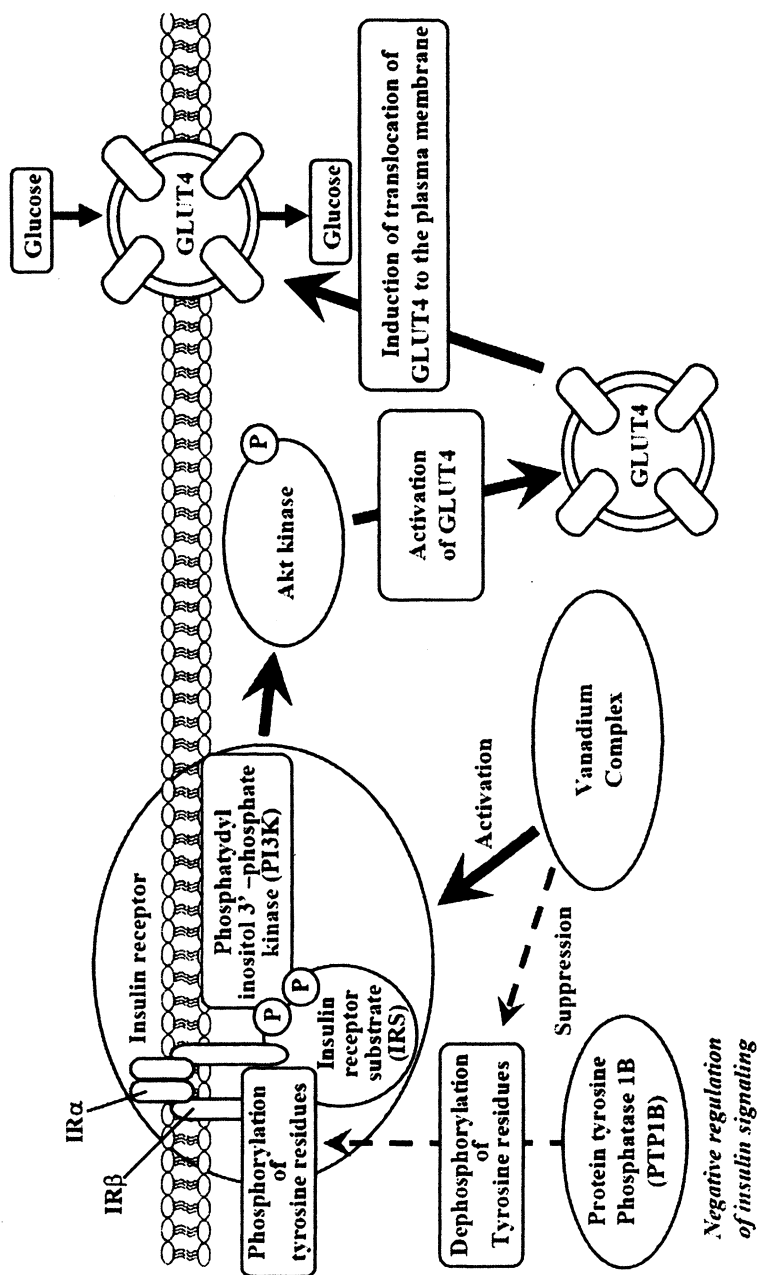 Insulin receptor
IRα
IRβ
Phosphatydyl
inositol 3' –phosphate
kinase (PI3K)
P
P
Insulin
receptor
substrate
(IRS)
Phosphorylation
of
tyrosine residues
Dephosphorylation
of
Tyrosine residues
Protein tyrosine
Phosphatase 1B
(PTP1B)
Negative regulation
of insulin signaling
Suppression
Activation
Vanadium
Complex
Akt kinase
P
Activation
of GLUT4
GLUT4
Induction of translocation of
GLUT4 to the plasma membrane
Glucose
GLUT4
Glucose